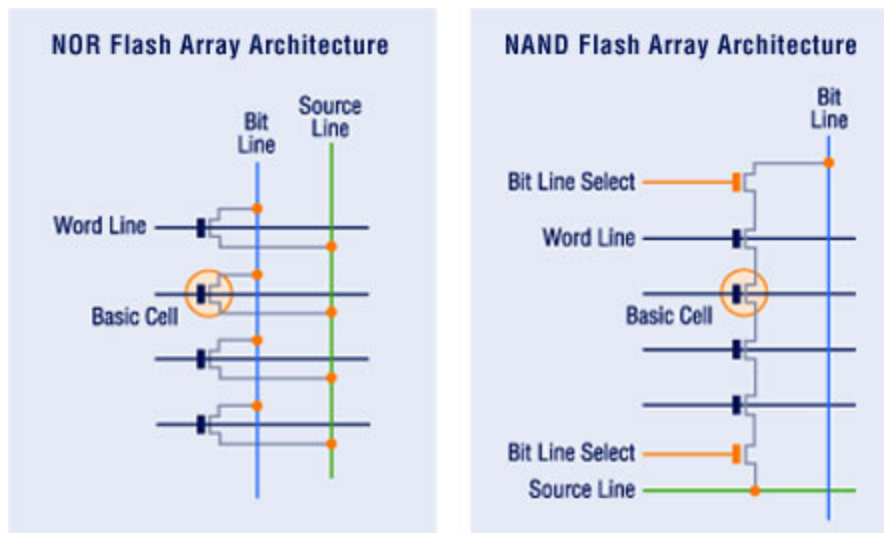 NOR Flash Array Architecture
Bit
Line
Source
Line
Word Line
Basic Cell
NAND Flash Array Architecture
Bit
Line
Bit Line Select
Word Line
Basic Cell
Bit Line Select
Source Line